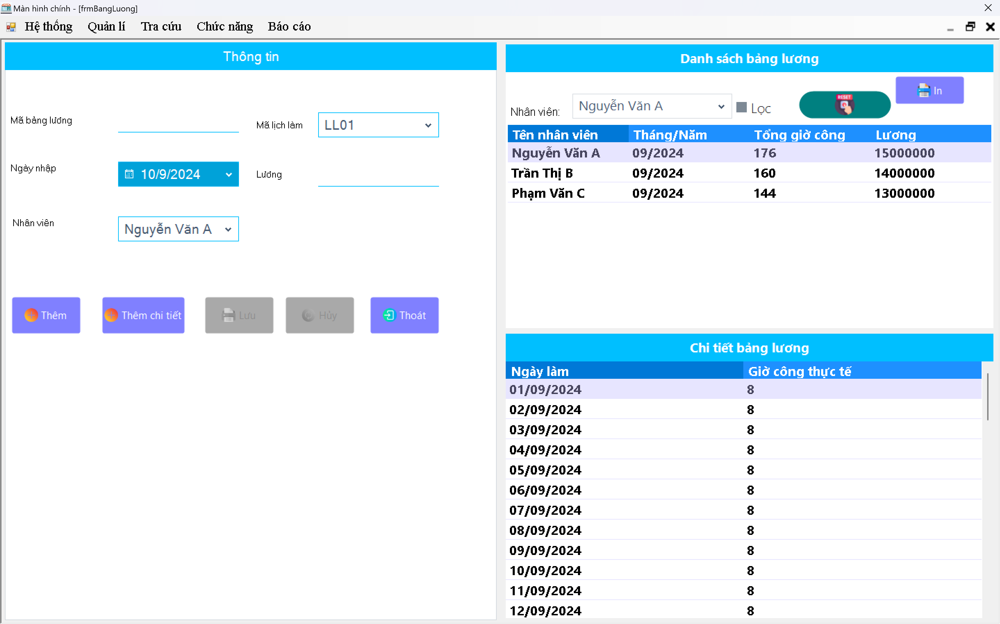 Màn hình chính - [frmBangLuong]
Hệ thống Quản lí Tra cứu Chức năng Báo cáo
Thông tin
Mã bảng lương
Mã lịch làm LL01
Ngày nhập 10/9/2024
Lương
Nhân viên Nguyễn Văn A
Thêm Thêm chi tiết Lưu Hủy Thoát
Danh sách bảng lương
Nhân viên: Nguyễn Văn A Lọc RESET In
Tên nhân viên Tháng/Năm Tổng giờ công Lương
Nguyễn Văn A 09/2024 176 15000000
Trần Thị B 09/2024 160 14000000
Phạm Văn C 09/2024 144 13000000
Chi tiết bảng lương
Ngày làm Giờ công thực tế
01/09/2024 8
02/09/2024 8
03/09/2024 8
04/09/2024 8
05/09/2024 8
06/09/2024 8
07/09/2024 8
08/09/2024 8
09/09/2024 8
10/09/2024 8
11/09/2024 8
12/09/2024 8